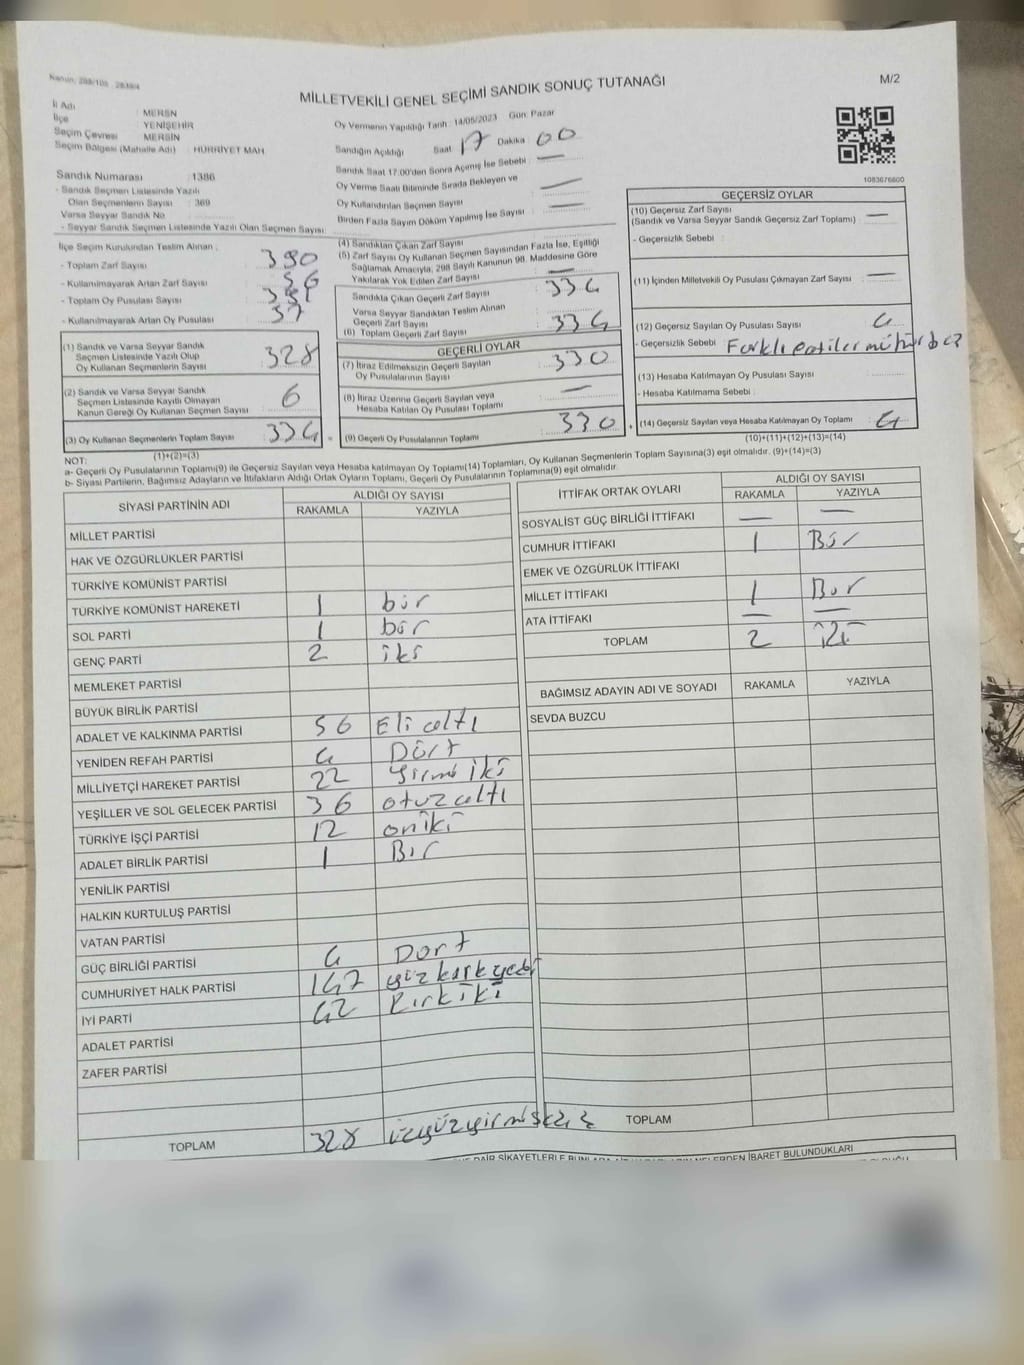 Kanun, 298/105 2839/4
MİLLETVEKİLİ GENEL SEÇİMİ SANDIK SONUÇ TUTANAĞI
M/2
İl Adı : MERSİN
İlçe : YENİŞEHİR
Seçim Çevresi : MERSİN
Seçim Bölgesi (Mahalle Adı) : HÜRRİYET MAH
Sandık Numarası : 1386
- Sandık Seçmen Listesinde Yazılı
Olan Seçmenlerin Sayısı : 369
Varsa Seyyar Sandık No
- Seyyar Sandık Seçmen Listesinde Yazılı Olan Seçmen Sayısı:
Oy Vermenin Yapıldığı Tarih : 14/05/2023 Gün: Pazar
Sandığın Açıldığı Saat 17 Dakika 00
Sandık Saat 17.00'den Sonra Açılmış İse Sebebi : —
Oy Verme Saati Bitiminde Sırada Bekleyen ve
Oy Kullandırılan Seçmen Sayısı —
Birden Fazla Sayım Döküm Yapılmış İse Sayısı —
1083676600
İlçe Seçim Kurulundan Teslim Alınan :
- Toplam Zarf Sayısı : 390
- Kullanılmayarak Artan Zarf Sayısı : 56
- Toplam Oy Pusulası Sayısı :
- Kullanılmayarak Artan Oy Pusulası : 57
(1) Sandık ve Varsa Seyyar Sandık
Seçmen Listesinde Yazılı Olup
Oy Kullanan Seçmenlerin Sayısı : 328
(2) Sandık ve Varsa Seyyar Sandık
Seçmen Listesinde Kayıtlı Olmayan
Kanun Gereği Oy Kullanan Seçmen Sayısı : 6
(3) Oy Kullanan Seçmenlerin Toplam Sayısı : 334
(1)+(2)=(3)
(4) Sandıktan Çıkan Zarf Sayısı
(5) Zarf Sayısı Oy Kullanan Seçmen Sayısından Fazla İse, Eşitliği
Sağlamak Amacıyla, 298 Sayılı Kanunun 98. Maddesine Göre
Yakılarak Yok Edilen Zarf Sayısı —
Sandıkta Çıkan Geçerli Zarf Sayısı : 334
Varsa Seyyar Sandıktan Teslim Alınan
Geçerli Zarf Sayısı
(6) Toplam Geçerli Zarf Sayısı : 334
GEÇERLİ OYLAR
(7) İtiraz Edilmeksizin Geçerli Sayılan
Oy Pusulalarının Sayısı : 330
(8) İtiraz Üzerine Geçerli Sayılan veya
Hesaba Katılan Oy Pusulası Toplamı —
(9) Geçerli Oy Pusulalarının Toplamı : 330
GEÇERSİZ OYLAR
(10) Geçersiz Zarf Sayısı
(Sandık ve Varsa Seyyar Sandık Geçersiz Zarf Toplamı) : —
- Geçersizlik Sebebi :
(11) İçinden Milletvekili Oy Pusulası Çıkmayan Zarf Sayısı : —
(12) Geçersiz Sayılan Oy Pusulası Sayısı : 4
- Geçersizlik Sebebi : Farklı
(13) Hesaba Katılmayan Oy Pusulası Sayısı :
- Hesaba Katılmama Sebebi :
(14) Geçersiz Sayılan veya Hesaba Katılmayan Oy Toplamı : 4
(10)+(11)+(12)+(13)=(14)
NOT:
a- Geçerli Oy Pusulalarının Toplamı(9) ile Geçersiz Sayılan veya Hesaba katılmayan Oy Toplamı(14) Toplamları, Oy Kullanan Seçmenlerin Toplam Sayısına(3) eşit olmalıdır. (9)+(14)=(3)
b- Siyasi Partilerin, Bağımsız Adayların ve İttifakların Aldığı Ortak Oyların Toplamı, Geçerli Oy Pusulalarının Toplamına(9) eşit olmalıdır.
SİYASİ PARTİNİN ADI ALDIĞI OY SAYISI
RAKAMLA YAZIYLA
MİLLET PARTİSİ
HAK VE ÖZGÜRLÜKLER PARTİSİ
TÜRKİYE KOMÜNİST PARTİSİ
TÜRKİYE KOMÜNİST HAREKETİ 1 bir
SOL PARTİ 1 bir
GENÇ PARTİ 2 iki
MEMLEKET PARTİSİ
BÜYÜK BİRLİK PARTİSİ
ADALET VE KALKINMA PARTİSİ 56 Elli altı
YENİDEN REFAH PARTİSİ 4 Dört
MİLLİYETÇİ HAREKET PARTİSİ 22 yirmi iki
YEŞİLLER VE SOL GELECEK PARTİSİ 36 otuz altı
TÜRKİYE İŞÇİ PARTİSİ 12 oniki
ADALET BİRLİK PARTİSİ 1 Bir
YENİLİK PARTİSİ
HALKIN KURTULUŞ PARTİSİ
VATAN PARTİSİ
GÜÇ BİRLİĞİ PARTİSİ 4 Dört
CUMHURİYET HALK PARTİSİ 147 yüz kırk yedi
İYİ PARTİ 42 Kırk iki
ADALET PARTİSİ
ZAFER PARTİSİ
TOPLAM 328 üçyüzyirmisekiz
İTTİFAK ORTAK OYLARI ALDIĞI OY SAYISI
RAKAMLA YAZIYLA
SOSYALİST GÜÇ BİRLİĞİ İTTİFAKI — —
CUMHUR İTTİFAKI 1 Bir
EMEK VE ÖZGÜRLÜK İTTİFAKI
MİLLET İTTİFAKI 1 Bir
ATA İTTİFAKI — —
TOPLAM 2 İki
BAĞIMSIZ ADAYIN ADI VE SOYADI RAKAMLA YAZIYLA
SEVDA BUZCU
TOPLAM
DAİR ŞİKAYETLERLE BUNLARA
NELERDEN İBARET BULUNDUKLARI